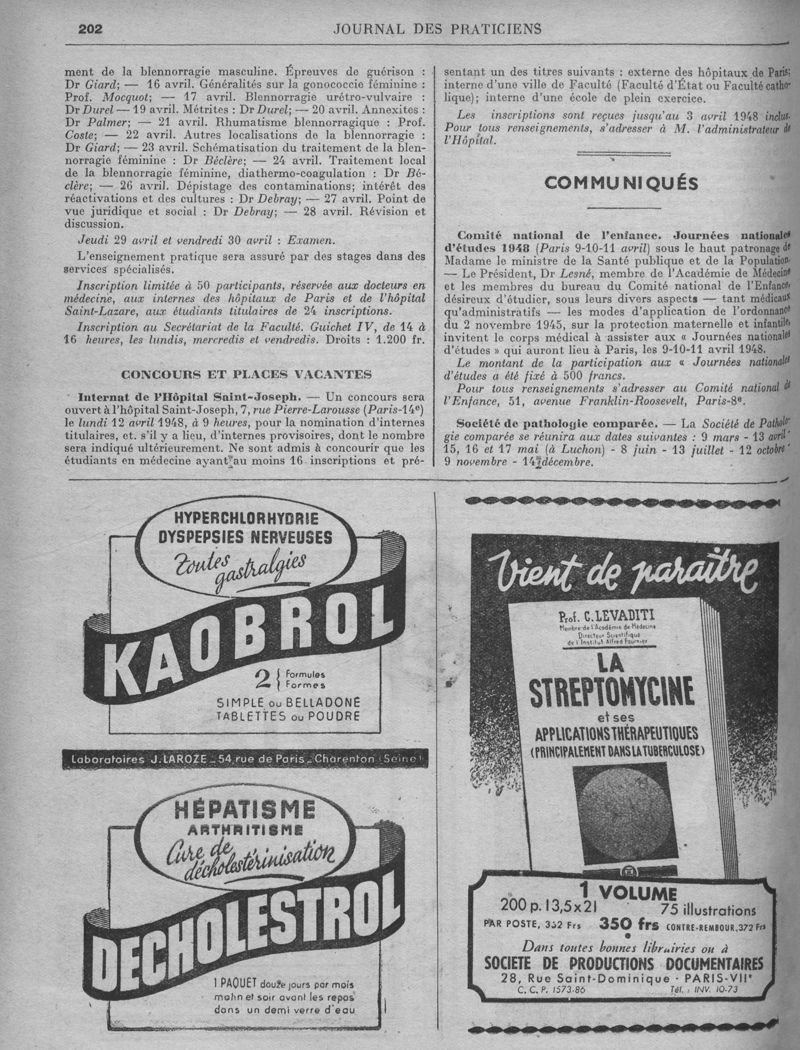 202
JOURNAL DES PRATICIENS
ment de la blennorragie masculine. Épreuves de guérison :
Dr Giard; — 16 avril. Généralités sur la gonococcie féminine :
Prof. Mocquot; — 17 avril. Blennorragie urétro-vulvaire :
Dr Durel — 19 avril. Métrites : Dr Durel; — 20 avril. Annexites :
Dr Palmer; — 21 avril. Rhumatisme blennorragique : Prof.
Coste; — 22 avril. Autres localisations de la blennorragie :
Dr Giard; — 23 avril. Schématisation du traitement de la blen-
norragie féminine : Dr Béclère; — 24 avril. Traitement local
de la blennorragie féminine, diathermo-coagulation : Dr Bé-
clère; — 26 avril. Dépistage des contaminations; intérêt des
réactivations et des cultures : Dr Debray; — 27 avril. Point de
vue juridique et social : Dr Debray; — 28 avril. Révision et
discussion.
Jeudi 29 avril et vendredi 30 avril : Examen.
L'enseignement pratique sera assuré par des stages dans des
services spécialisés.
Inscription limitée à 50 participants, réservée aux docteurs en
médecine, aux internes des hôpitaux de Paris et de l'hôpital
Saint-Lazare, aux étudiants titulaires de 24 inscriptions.
Inscription au Secrétariat de la Faculté. Guichet IV, de 14 à
16 heures, les lundis, mercredis et vendredis. Droits : 1.200 fr.
CONCOURS ET PLACES VACANTES
Internat de l'Hôpital Saint-Joseph. — Un concours sera
ouvert à l'hôpital Saint-Joseph, 7, rue Pierre-Larousse (Paris-14e)
le lundi 12 avril 1948, à 9 heures, pour la nomination d'internes
titulaires, et. s'il y a lieu, d'internes provisoires, dont le nombre
sera indiqué ultérieurement. Ne sont admis à concourir que les
étudiants en médecine ayant au moins 16 inscriptions et pré-
sentant un des titres suivants : externe des hôpitaux de Paris;
interne d'une ville de Faculté (Faculté d'État ou Faculté catho-
lique); interne d'une école de plein exercice.
Les inscriptions sont reçues jusqu'au 3 avril 1948 inclus.
Pour tous renseignements, s'adresser à M. l'administrateur de
l'Hôpital.
COMMUNIQUÉS
Comité national de l'enfance. Journées nationales
d'études 1948 (Paris 9-10-11 avril) sous le haut patronage de
Madame le ministre de la Santé publique et de la Population.
— Le Président, Dr Lesné, membre de l'Académie de Médecine
et les membres du bureau du Comité national de l'Enfance,
désireux d'étudier, sous leurs divers aspects — tant médicaux
qu'administratifs — les modes d'application de l'ordonnance
du 2 novembre 1945, sur la protection maternelle et infantile,
invitent le corps médical à assister aux « Journées nationales
d'études » qui auront lieu à Paris, les 9-10-11 avril 1948.
Le montant de la participation aux « Journées nationales
d'études a été fixé à 500 francs.
Pour tous renseignements s'adresser au Comité national de
l'Enfance, 51, avenue Franklin-Roosevelt, Paris-8e.
Société de pathologie comparée. — La Société de Patholo-
gie comparée se réunira aux dates suivantes : 9 mars - 13 avril -
15, 16 et 17 mai (à Luchon) - 8 juin - 13 juillet - 12 octobre -
9 novembre - 14 décembre.
HYPERCHLORHYDRIE
DYSPEPSIES NERVEUSES
Toutes
gastralgies
KAOBROL
2 Formules
Formes
SIMPLE ou BELLADONÉ
TABLETTES ou POUDRE
Laboratoires J. LAROZE - 54, rue de Paris - Charenton (Seine)
HÉPATISME
ARTHRITISME
Cure de
décholestérinisation
DECHOLESTROL
1 PAQUET douze jours par mois
matin et soir avant les repas
dans un demi verre d'eau
Vient de paraître
Prof. C. LEVADITI
Membre de l'Académie de Médecine
Directeur Scientifique
de l'Institut Alfred Fournier
LA
STREPTOMYCINE
et ses
APPLICATIONS THÉRAPEUTIQUES
(PRINCIPALEMENT DANS LA TUBERCULOSE)
1 VOLUME
200 p. 13,5x21 75 illustrations
PAR POSTE, 362 Frs 350 frs CONTRE-REMBOUR, 372 Frs
Dans toutes bonnes librairies ou à
SOCIETE DE PRODUCTIONS DOCUMENTAIRES
28, Rue Saint-Dominique - PARIS-VIIe
C. C. P. 1573-86 Tél. : INV. 10-73